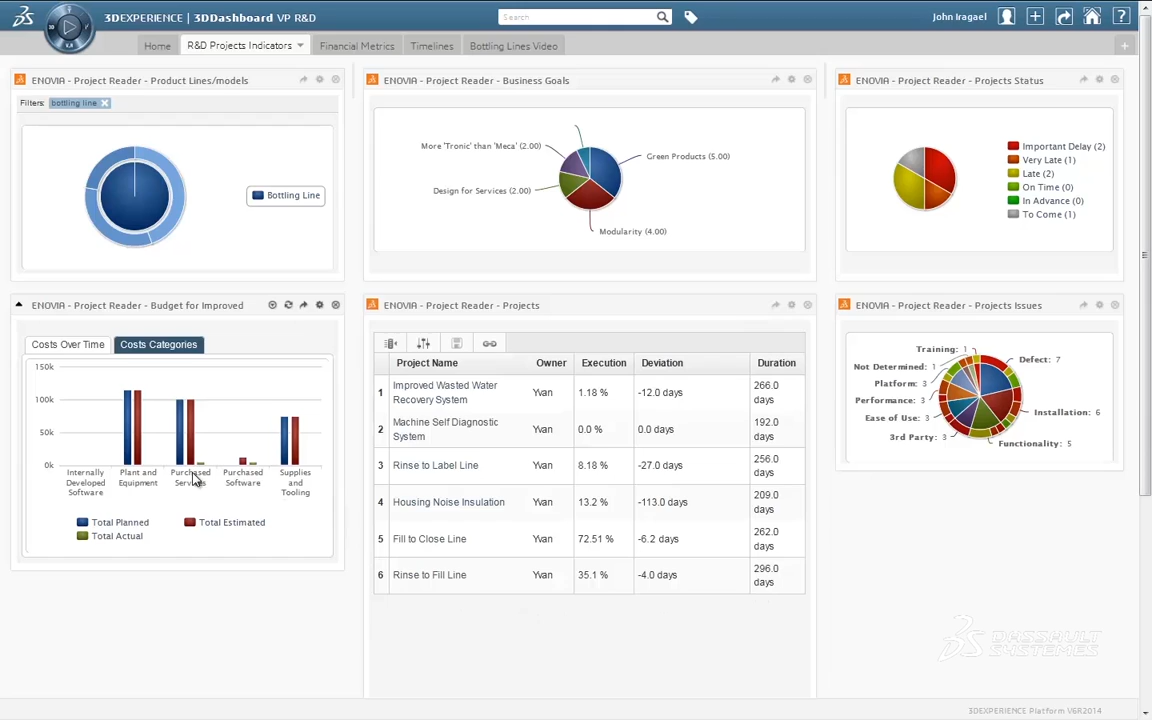 3DEXPERIENCE | 3DDashboard VP R&D
Search
John Iragael
Home
R&D Projects Indicators
Financial Metrics
Timelines
Bottling Lines Video
ENOVIA - Project Reader - Product Lines/models
Filters: bottling line
Bottling Line
ENOVIA - Project Reader - Business Goals
More 'Tronic' than 'Meca' (2.00)
Green Products (5.00)
Design for Services (2.00)
Modularity (4.00)
ENOVIA - Project Reader - Projects Status
Important Delay (2)
Very Late (1)
Late (2)
On Time (0)
In Advance (0)
To Come (1)
ENOVIA - Project Reader - Budget for Improved
Costs Over Time
Costs Categories
150k
100k
50k
0k
Internally Developed Software
Plant and Equipment
Purchased Services
Purchased Software
Supplies and Tooling
Total Planned
Total Estimated
Total Actual
ENOVIA - Project Reader - Projects
Project Name Owner Execution Deviation Duration
1 Improved Wasted Water Recovery System Yvan 1.18 % -12.0 days 266.0 days
2 Machine Self Diagnostic System Yvan 0.0 % 0.0 days 192.0 days
3 Rinse to Label Line Yvan 8.18 % -27.0 days 256.0 days
4 Housing Noise Insulation Yvan 13.2 % -113.0 days 209.0 days
5 Fill to Close Line Yvan 72.51 % -6.2 days 262.0 days
6 Rinse to Fill Line Yvan 35.1 % -4.0 days 296.0 days
ENOVIA - Project Reader - Projects Issues
Training: 1
Not Determined: 1
Platform: 3
Performance: 3
Ease of Use: 3
3rd Party: 3
Defect: 7
Installation: 6
Functionality: 5
DASSAULT SYSTEMES
3DEXPERIENCE Platform V6R2014